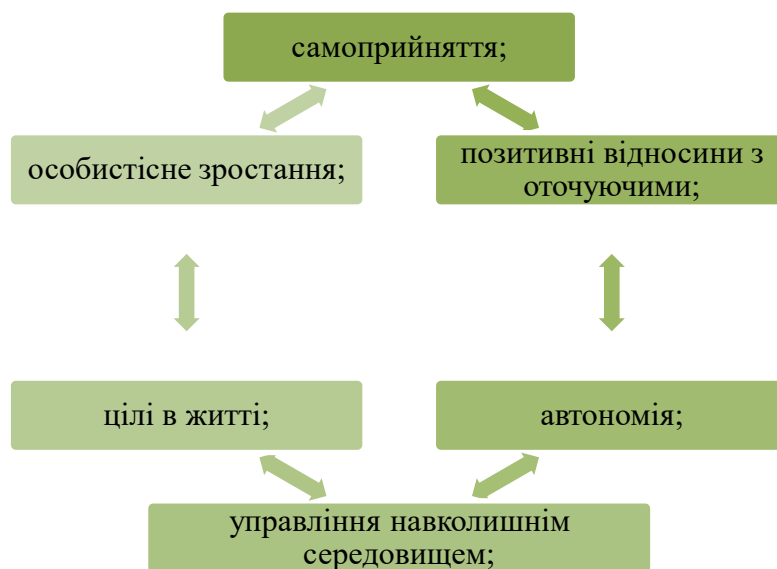 самоприйняття;
особистісне зростання;
позитивні відносини з
оточуючими;
цілі в житті;
автономія;
управління навколишнім
середовищем;